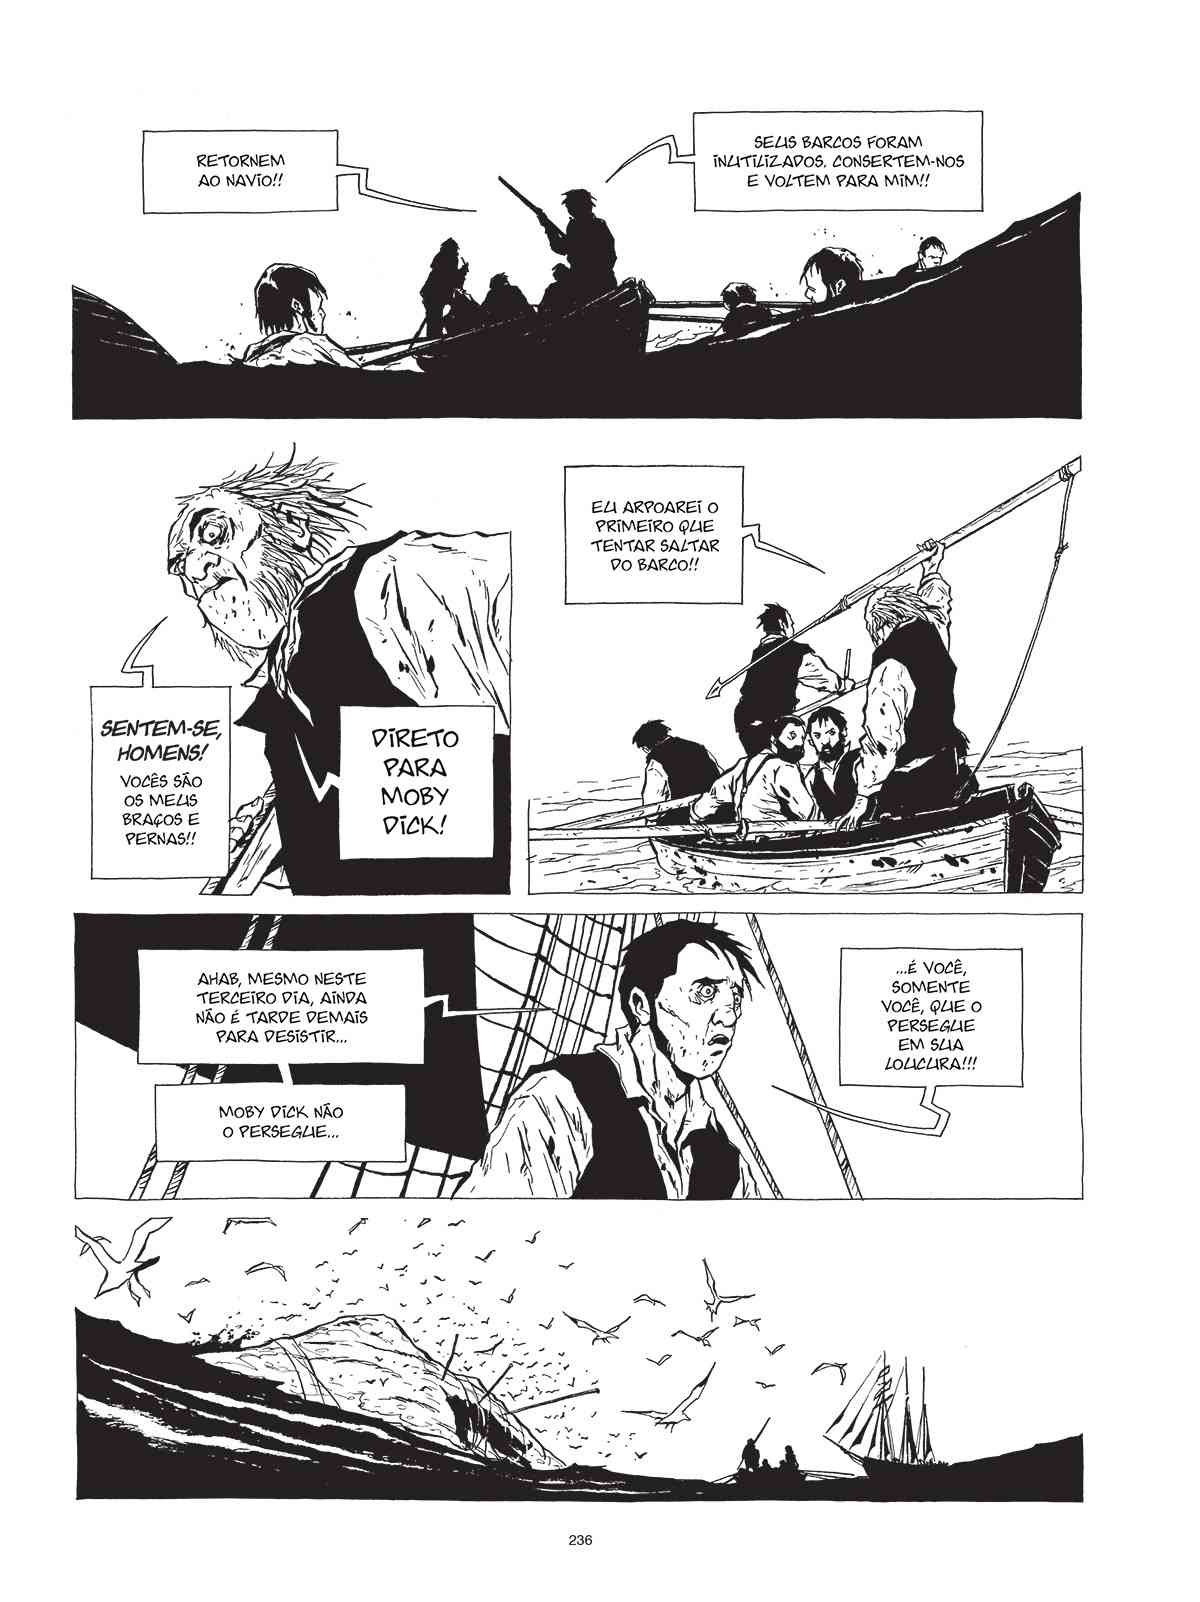 RETORNEM
AO NAVIO!!
SEUS BARCOS FORAM
INUTILIZADOS. CONSERTEM-NOS
E VOLTEM PARA MIM!!
SENTEM-SE,
HOMENS!
VOCÊS SÃO
OS MEUS
BRAÇOS E
PERNAS!!
DIRETO
PARA
MOBY
DICK!
EU ARPOAREI O
PRIMEIRO QUE
TENTAR SALTAR
DO BARCO!!
AHAB, MESMO NESTE
TERCEIRO DIA, AINDA
NÃO É TARDE DEMAIS
PARA DESISTIR...
MOBY DICK NÃO
O PERSEGUE...
...É VOCÊ,
SOMENTE
VOCÊ, QUE O
PERSEGUE
EM SUA
LOUCURA!!!
236